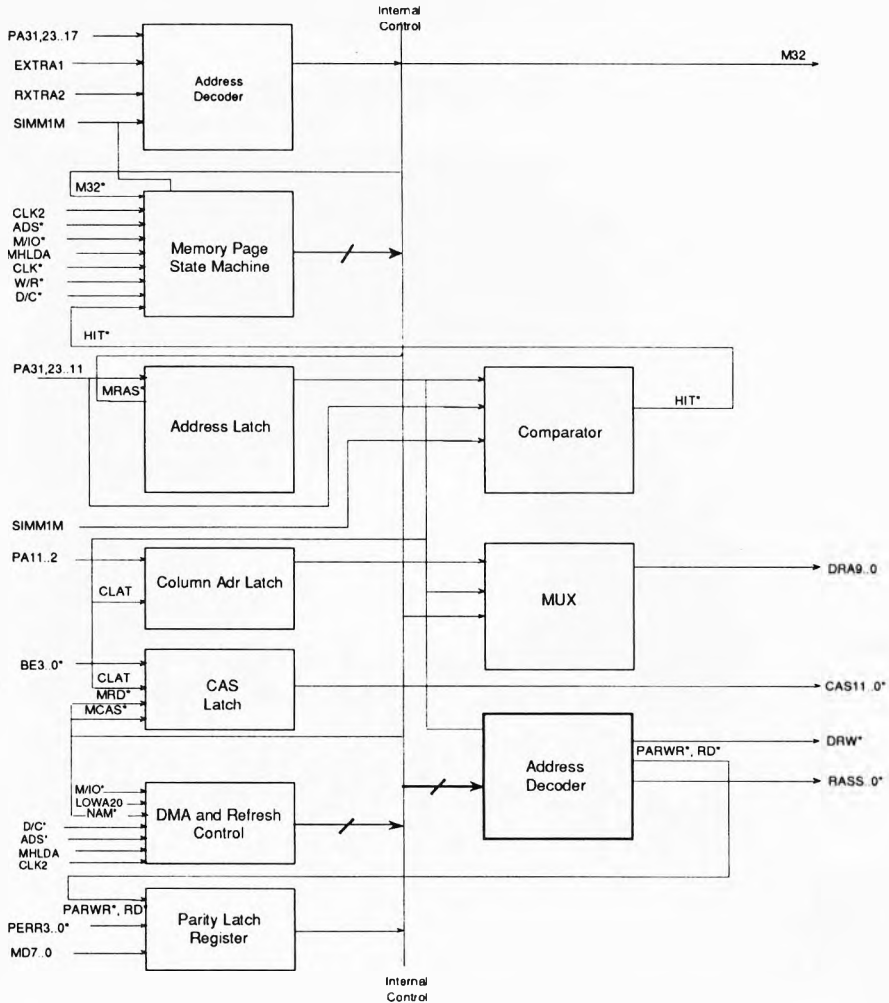 Internal
Control
PA31,23..17
EXTRA1
RXTRA2
SIMM1M
Address
Decoder
M32
M32*
CLK2
ADS*
M/IO*
MHLDA
CLK*
W/R*
D/C*
Memory Page
State Machine
HIT*
PA31,23..11
MRAS*
Address Latch
Comparator
HIT*
SIMM1M
PA11..2
CLAT
Column Adr Latch
MUX
DRA9..0
BE3..0*
CLAT
MRD*
MCAS*
CAS
Latch
CAS11..0*
Address
Decoder
DRW*
PARWR*, RD*
RASS..0*
M/IO*
LOWA20
NAM*
D/C*
ADS*
MHLDA
CLK2
DMA and Refresh
Control
PARWR*, RD*
PERR3..0*
MD7..0
Parity Latch
Register
Internal
Control